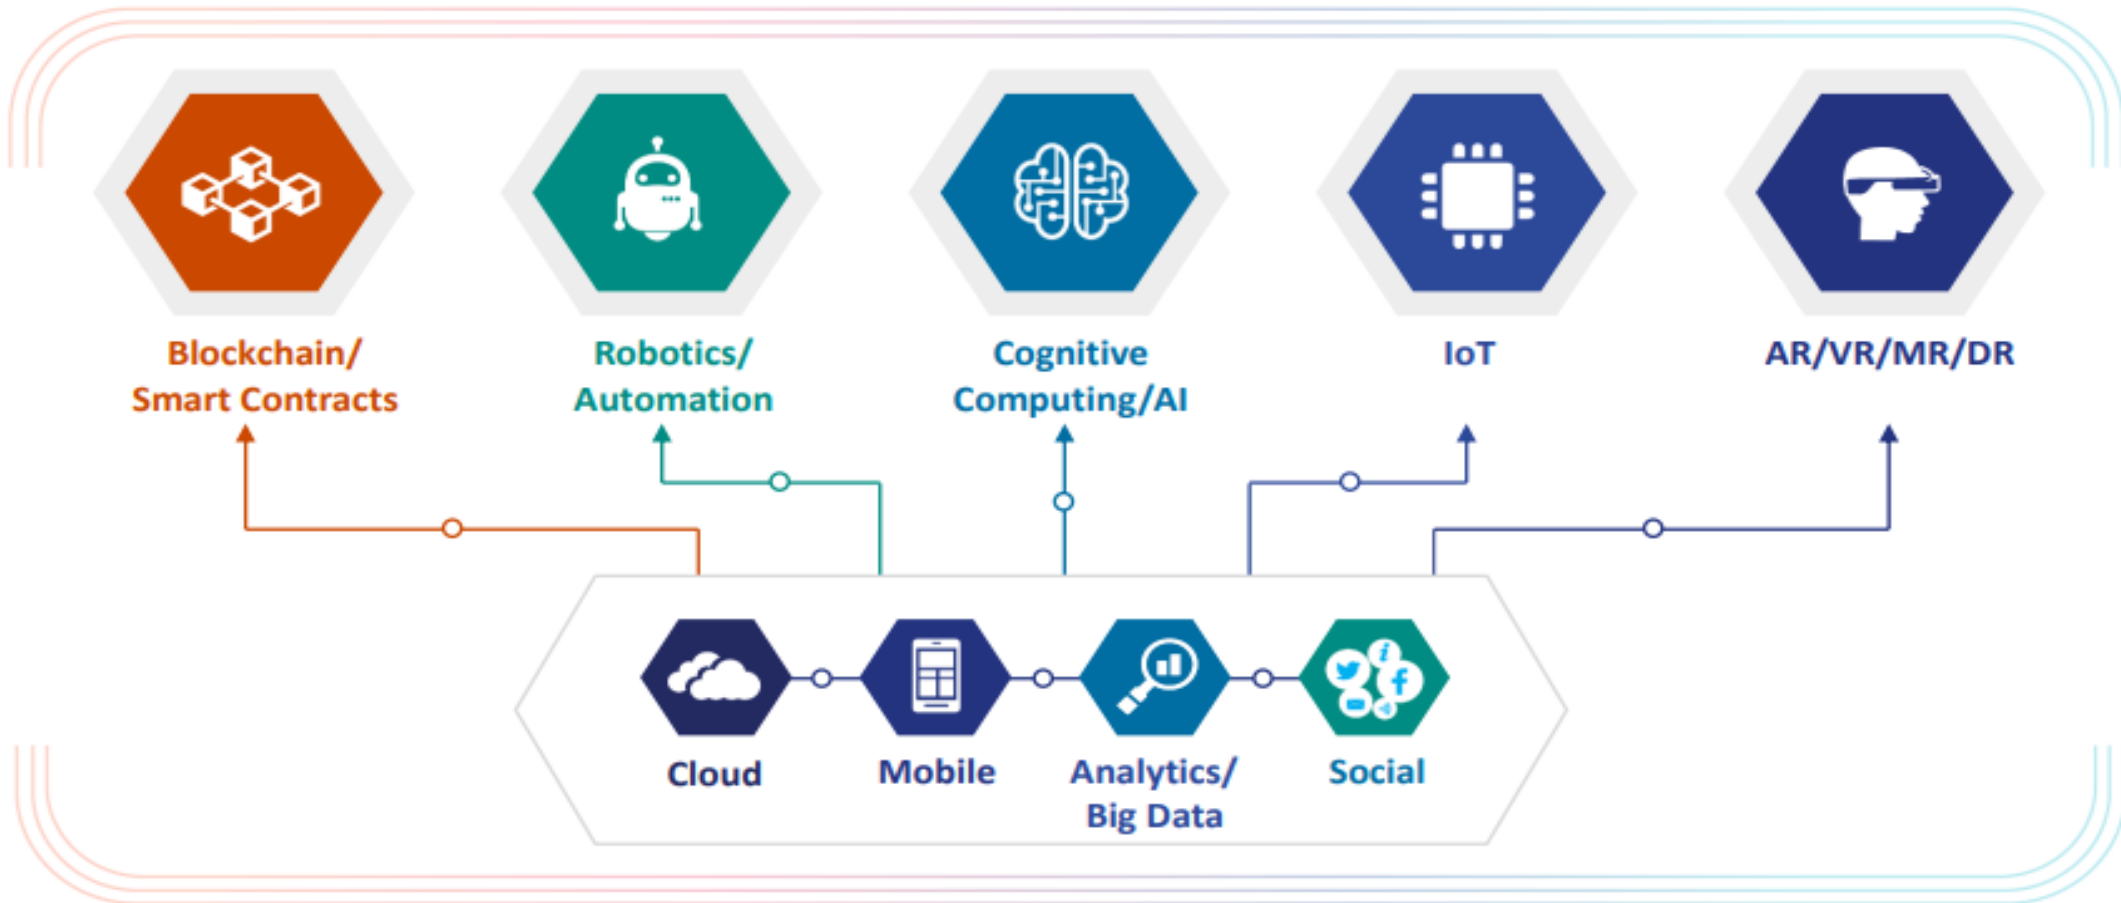 Blockchain/
Smart Contracts
Robotics/
Automation
Cognitive
Computing/AI
IoT
AR/VR/MR/DR
Cloud
Mobile
Analytics/
Big Data
Social